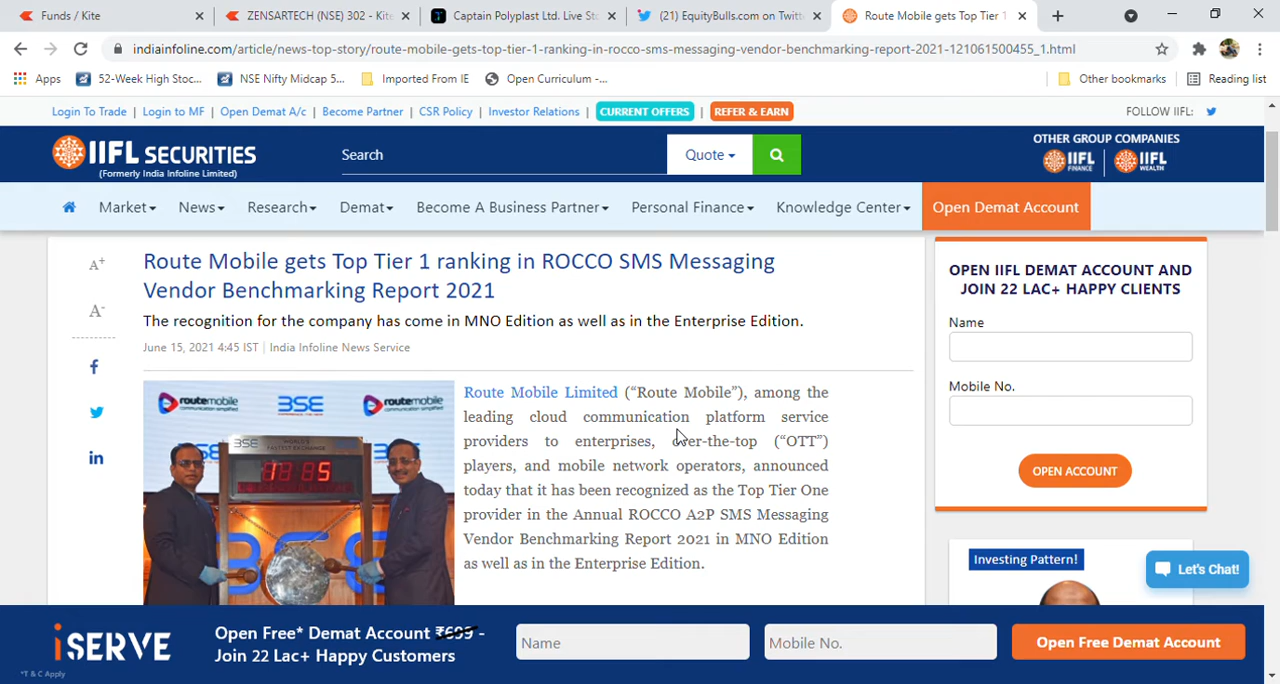 Funds / Kite
ZENSARTECH (NSE) 302 - Kite
Captain Polyplast Ltd. Live Sto
(21) EquityBulls.com on Twitt
Route Mobile gets Top Tier 1
indiainfoline.com/article/news-top-story/route-mobile-gets-top-tier-1-ranking-in-rocco-sms-messaging-vendor-benchmarking-report-2021-121061500455_1.html
Apps
52-Week High Stoc...
NSE Nifty Midcap 5...
Imported From IE
Open Curriculum -...
Other bookmarks
Reading list
Login To Trade | Login to MF | Open Demat A/c | Become Partner | CSR Policy | Investor Relations | CURRENT OFFERS | REFER & EARN
FOLLOW IIFL:
IIFL SECURITIES
(Formerly India Infoline Limited)
Search
Quote
OTHER GROUP COMPANIES
IIFL FINANCE
IIFL WEALTH
Market
News
Research
Demat
Become A Business Partner
Personal Finance
Knowledge Center
Open Demat Account
A+
A-
Route Mobile gets Top Tier 1 ranking in ROCCO SMS Messaging
Vendor Benchmarking Report 2021
The recognition for the company has come in MNO Edition as well as in the Enterprise Edition.
June 15, 2021 4:45 IST | India Infoline News Service
routemobile
communication simplified
BSE
routemobile
communication simplified
BSE WORLD'S
FASTEST EXCHANGE
BSE
Route Mobile Limited (“Route Mobile”), among the
leading cloud communication platform service
providers to enterprises, over-the-top (“OTT”)
players, and mobile network operators, announced
today that it has been recognized as the Top Tier One
provider in the Annual ROCCO A2P SMS Messaging
Vendor Benchmarking Report 2021 in MNO Edition
as well as in the Enterprise Edition.
OPEN IIFL DEMAT ACCOUNT AND
JOIN 22 LAC+ HAPPY CLIENTS
Name
Mobile No.
OPEN ACCOUNT
Investing Pattern!
Let's Chat!
iSERVE
*T & C Apply
Open Free* Demat Account ₹699 -
Join 22 Lac+ Happy Customers
Name
Mobile No.
Open Free Demat Account